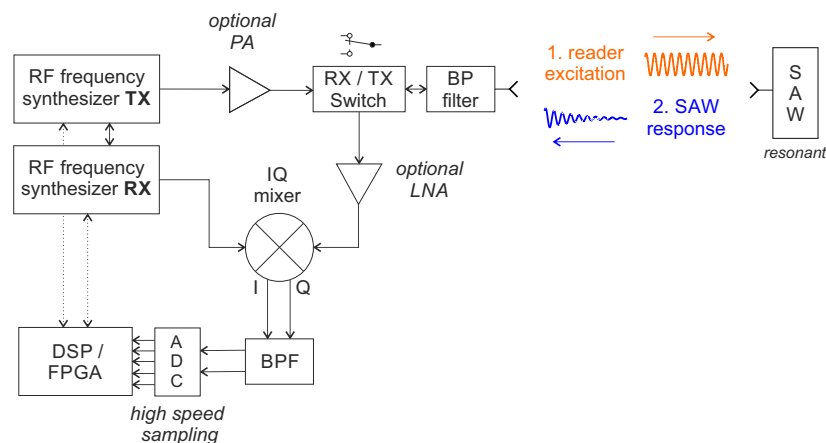 optional
PA
RF frequency
synthesizer TX
RX / TX
Switch
BP
filter
1. reader
excitation
2. SAW
response
S
A
W
resonant
RF frequency
synthesizer RX
IQ
mixer
optional
LNA
I
Q
DSP /
FPGA
A
D
C
BPF
high speed
sampling